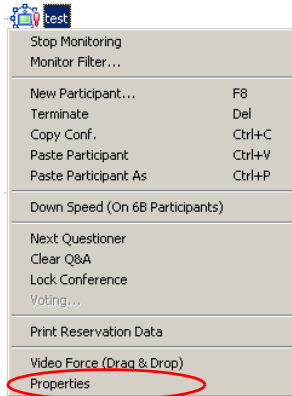 test
Stop Monitoring
Monitor Filter...
New Participant... F8
Terminate Del
Copy Conf. Ctrl+C
Paste Participant Ctrl+V
Paste Participant As Ctrl+P
Down Speed (On 6B Participants)
Next Questioner
Clear Q&A
Lock Conference
Voting...
Print Reservation Data
Video Force (Drag & Drop)
Properties